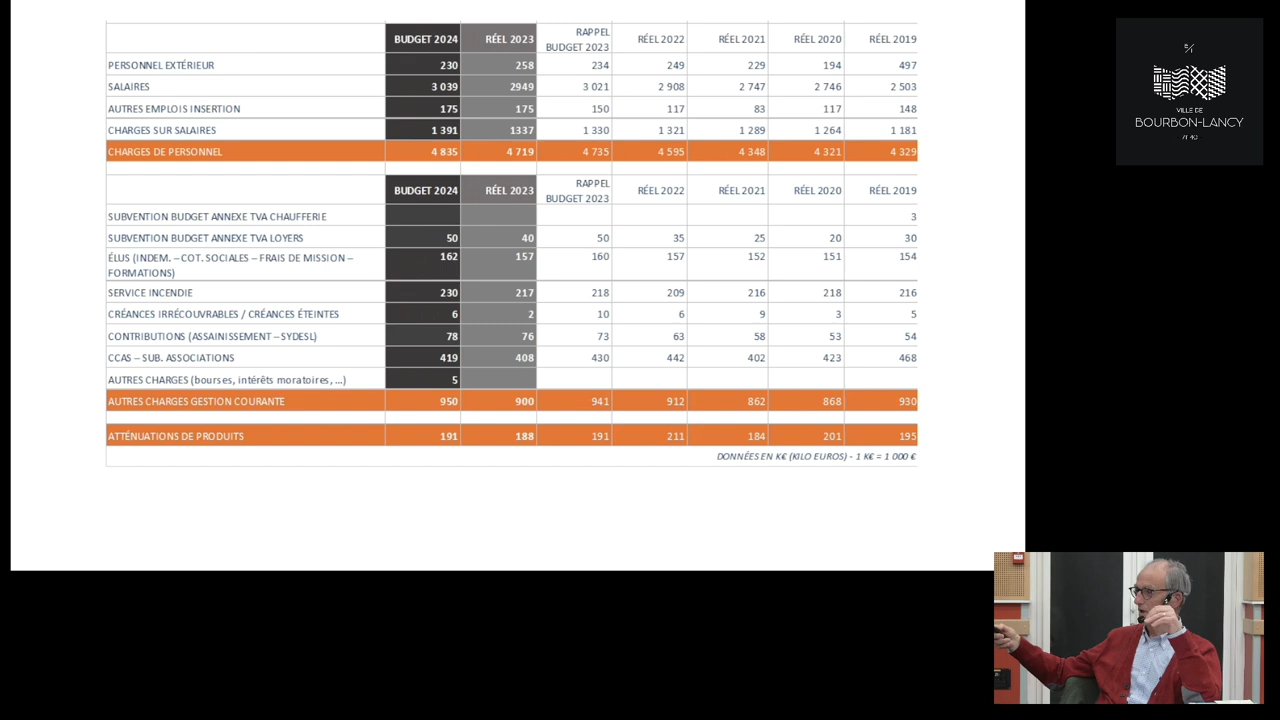 BUDGET 2024 RÉEL 2023 RAPPEL BUDGET 2023 RÉEL 2022 RÉEL 2021 RÉEL 2020 RÉEL 2019
PERSONNEL EXTÉRIEUR 230 258 234 249 229 194 497
SALAIRES 3 039 2949 3 021 2 908 2 747 2 746 2 503
AUTRES EMPLOIS INSERTION 175 175 150 117 83 117 148
CHARGES SUR SALAIRES 1 391 1337 1 330 1 321 1 289 1 264 1 181
CHARGES DE PERSONNEL 4 835 4 719 4 735 4 595 4 348 4 321 4 329
BUDGET 2024 RÉEL 2023 RAPPEL BUDGET 2023 RÉEL 2022 RÉEL 2021 RÉEL 2020 RÉEL 2019
SUBVENTION BUDGET ANNEXE TVA CHAUFFERIE 3
SUBVENTION BUDGET ANNEXE TVA LOYERS 50 40 50 35 25 20 30
ÉLUS (INDEM. – COT. SOCIALES – FRAIS DE MISSION – 162 157 160 157 152 151 154
FORMATIONS)
SERVICE INCENDIE 230 217 218 209 216 218 216
CRÉANCES IRRÉCOUVRABLES / CRÉANCES ÉTEINTES 6 2 10 6 9 3 5
CONTRIBUTIONS (ASSAINISSEMENT – SYDESL) 78 76 73 63 58 53 54
CCAS – SUB. ASSOCIATIONS 419 408 430 442 402 423 468
AUTRES CHARGES (bourses, intérêts moratoires, ...) 5
AUTRES CHARGES GESTION COURANTE 950 900 941 912 862 868 930
ATTÉNUATIONS DE PRODUITS 191 188 191 211 184 201 195
DONNÉES EN K€ (KILO EUROS) - 1 K€ = 1 000 €
VILLE DE
BOURBON-LANCY